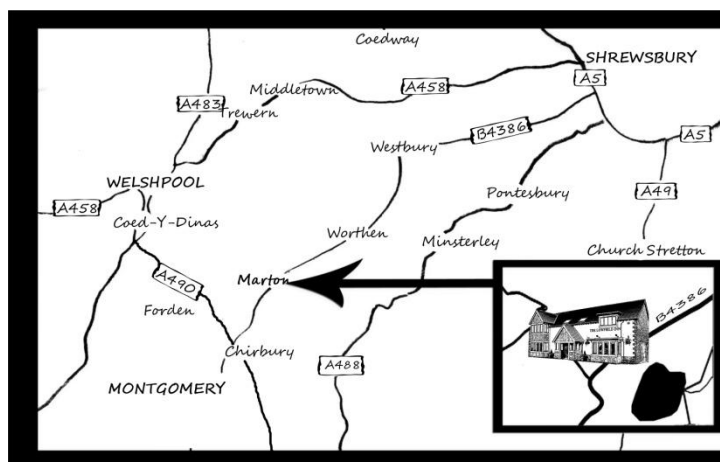 Coedway
SHREWSBURY
A5
A458
Middletown
A483
Trewern
B4386
A5
Westbury
WELSHPOOL
Pontesbury
A49
A458
Coed-Y-Dinas
Worthen
Minsterley
Church Stretton
A490
Marton
Forden
B4386
Chirbury
A488
MONTGOMERY